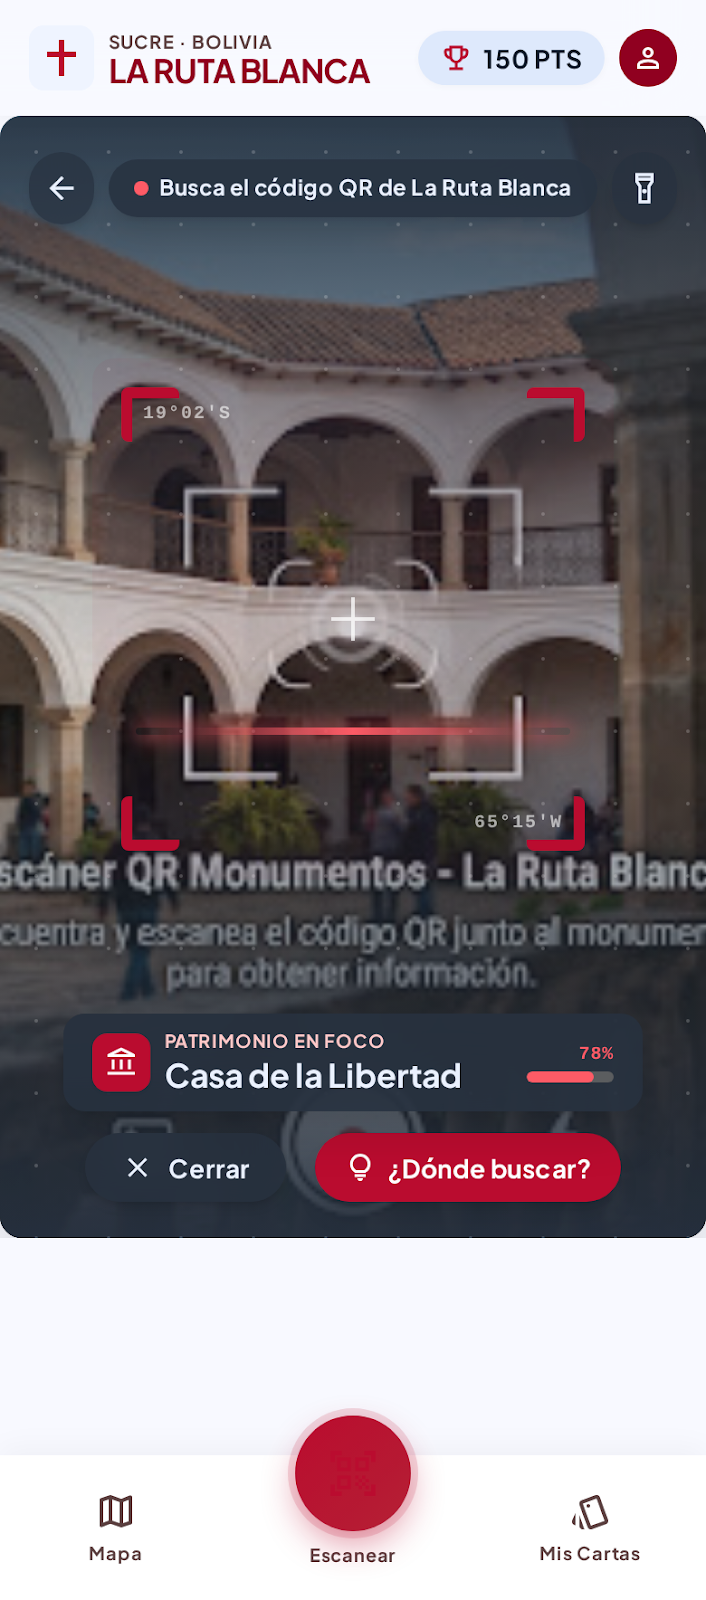 SUCRE · BOLIVIA
LA RUTA BLANCA
150 PTS
Busca el código QR de La Ruta Blanca
19°02'S
65°15'W
scáner QR Monumentos - La Ruta Blanc
cuentra y escanea el código QR junto al monumen
para obtener información.
PATRIMONIO EN FOCO
Casa de la Libertad
78%
Cerrar
¿Dónde buscar?
Mapa
Escanear
Mis Cartas